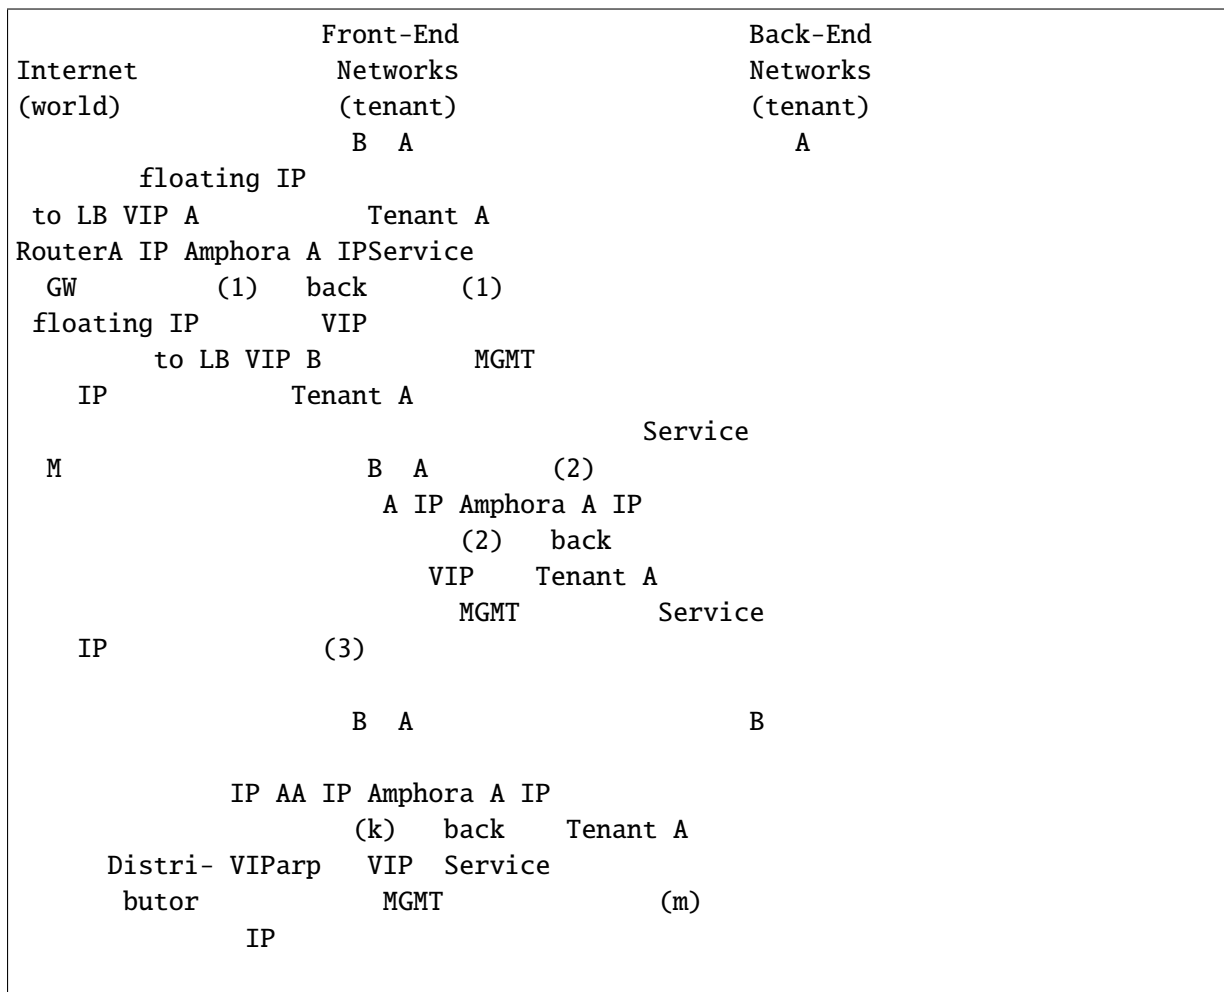 Front-End Back-End
Internet Networks Networks
(world) (tenant) (tenant)
B A A
floating IP
to LB VIP A Tenant A
RouterA IP Amphora A IPService
GW (1) back (1)
floating IP VIP
to LB VIP B MGMT
IP Tenant A
Service
M B A (2)
A IP Amphora A IP
(2) back
VIP Tenant A
MGMT Service
IP (3)
B A B
IP AA IP Amphora A IP
(k) back Tenant A
Distri- VIParp VIP Service
butor MGMT (m)
IP